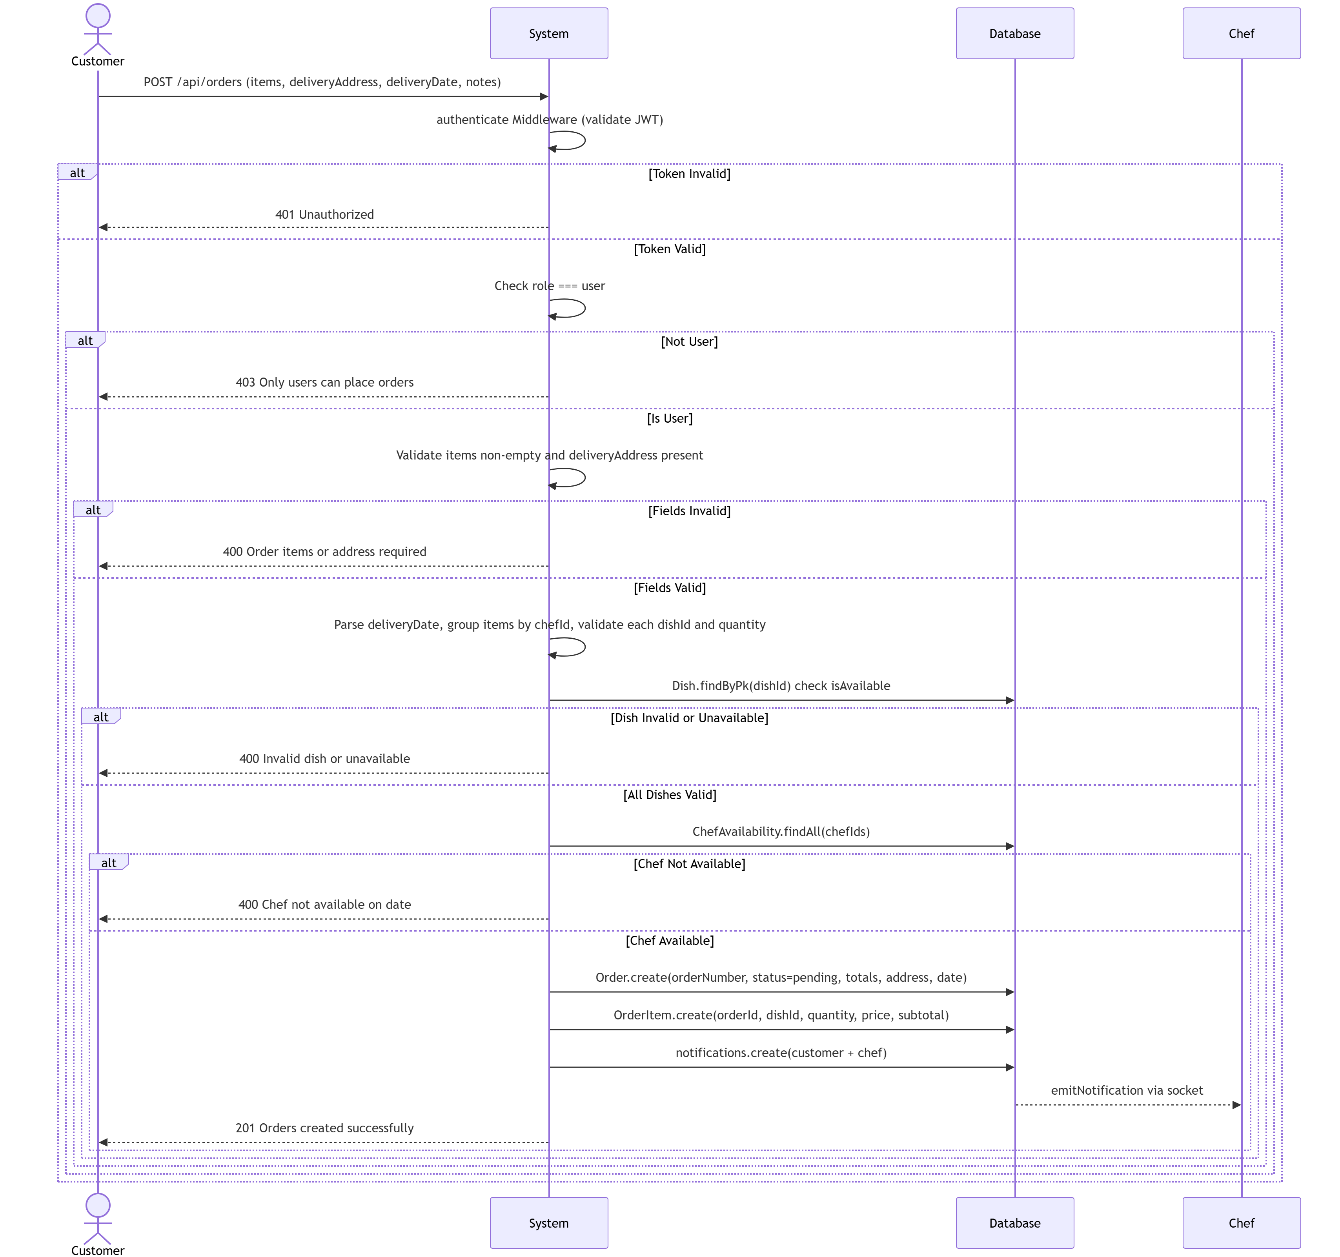 Customer
System
Database
Chef
POST /api/orders (items, deliveryAddress, deliveryDate, notes)
authenticate Middleware (validate JWT)
alt
[Token Invalid]
401 Unauthorized
[Token Valid]
Check role === user
alt
[Not User]
403 Only users can place orders
[Is User]
Validate items non-empty and deliveryAddress present
alt
[Fields Invalid]
400 Order items or address required
[Fields Valid]
Parse deliveryDate, group items by chefId, validate each dishId and quantity
Dish.findByPk(dishId) check isAvailable
alt
[Dish Invalid or Unavailable]
400 Invalid dish or unavailable
[All Dishes Valid]
ChefAvailability.findAll(chefIds)
alt
[Chef Not Available]
400 Chef not available on date
[Chef Available]
Order.create(orderNumber, status=pending, totals, address, date)
OrderItem.create(orderId, dishId, quantity, price, subtotal)
notifications.create(customer + chef)
emitNotification via socket
201 Orders created successfully
Customer
System
Database
Chef